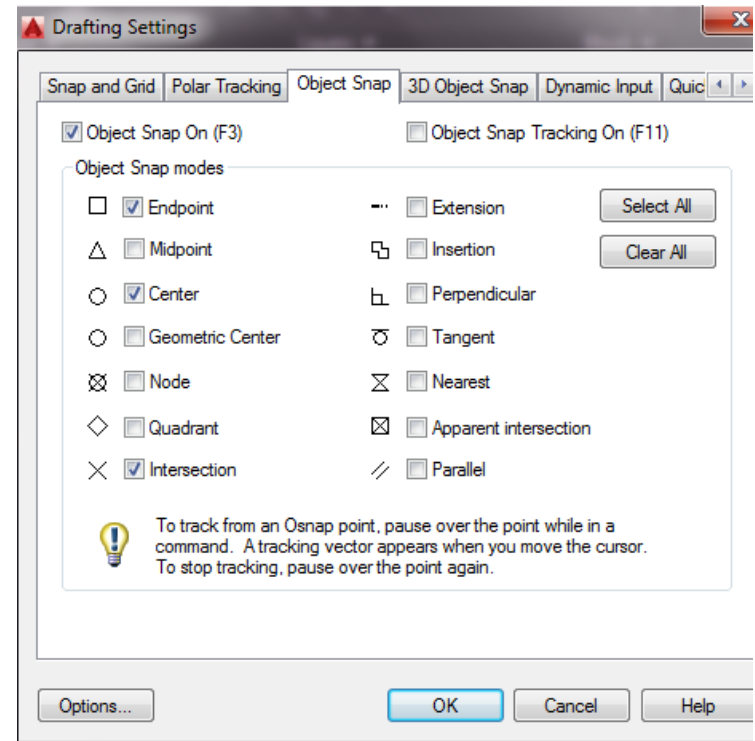 Drafting Settings
Snap and Grid Polar Tracking Object Snap 3D Object Snap Dynamic Input Quic
Object Snap On (F3) Object Snap Tracking On (F11)
Object Snap modes
Endpoint Extension Select All
Midpoint Insertion Clear All
Center Perpendicular
Geometric Center Tangent
Node Nearest
Quadrant Apparent intersection
Intersection Parallel
To track from an Osnap point, pause over the point while in a
command. A tracking vector appears when you move the cursor.
To stop tracking, pause over the point again.
Options... OK Cancel Help